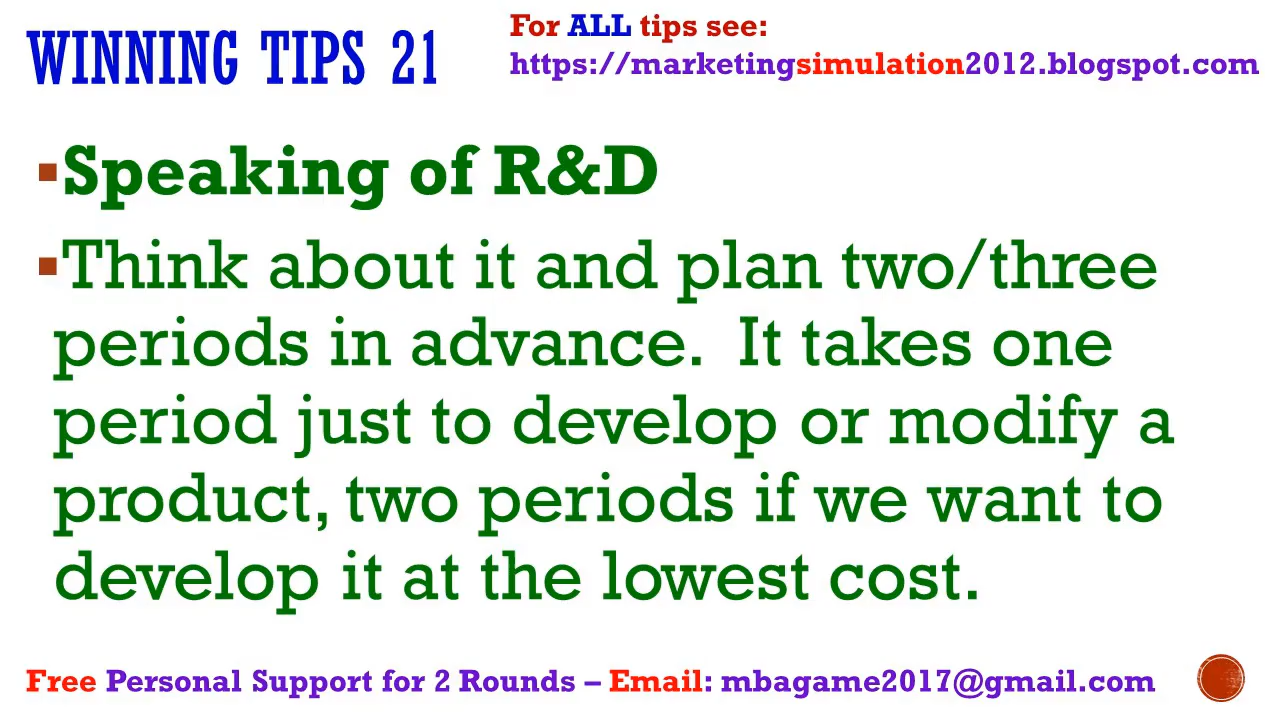 WINNING TIPS 21
For ALL tips see:
https://marketingsimulation2012.blogspot.com
▪Speaking of R&D
▪Think about it and plan two/three
periods in advance.  It takes one
period just to develop or modify a
product, two periods if we want to
develop it at the lowest cost.
Free Personal Support for 2 Rounds – Email: mbagame2017@gmail.com